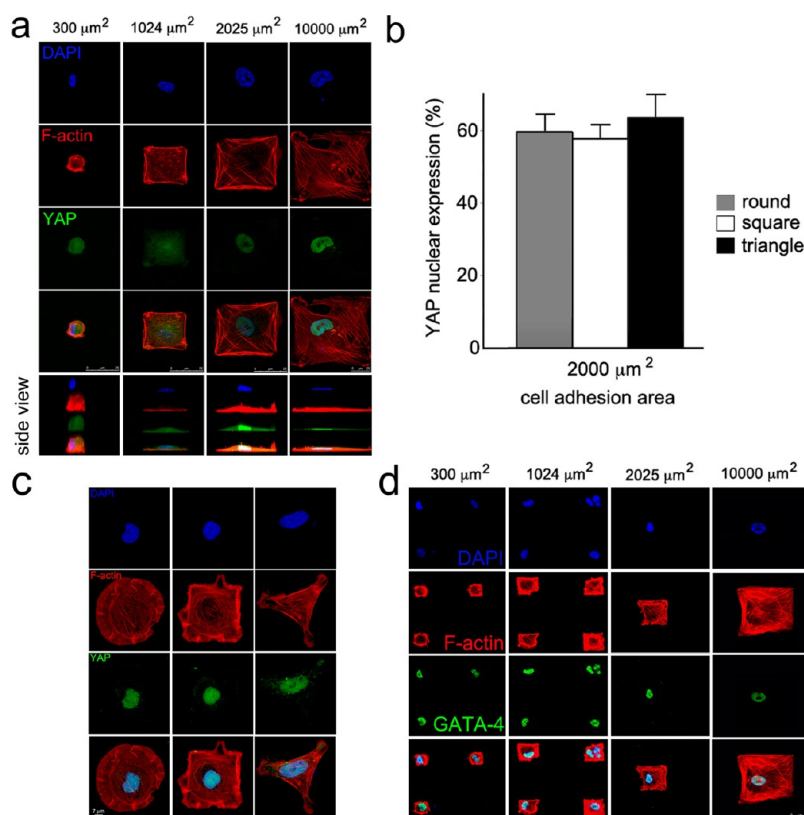 a
300 μm² 1024 μm² 2025 μm² 10000 μm²
DAPI
F-actin
YAP
side view
b
YAP nuclear expression (%)
60
40
20
0
2000 μm²
cell adhesion area
round
square
triangle
c
DAPI
F-actin
YAP
7 μm
d
300 μm² 1024 μm² 2025 μm² 10000 μm²
DAPI
F-actin
GATA-4